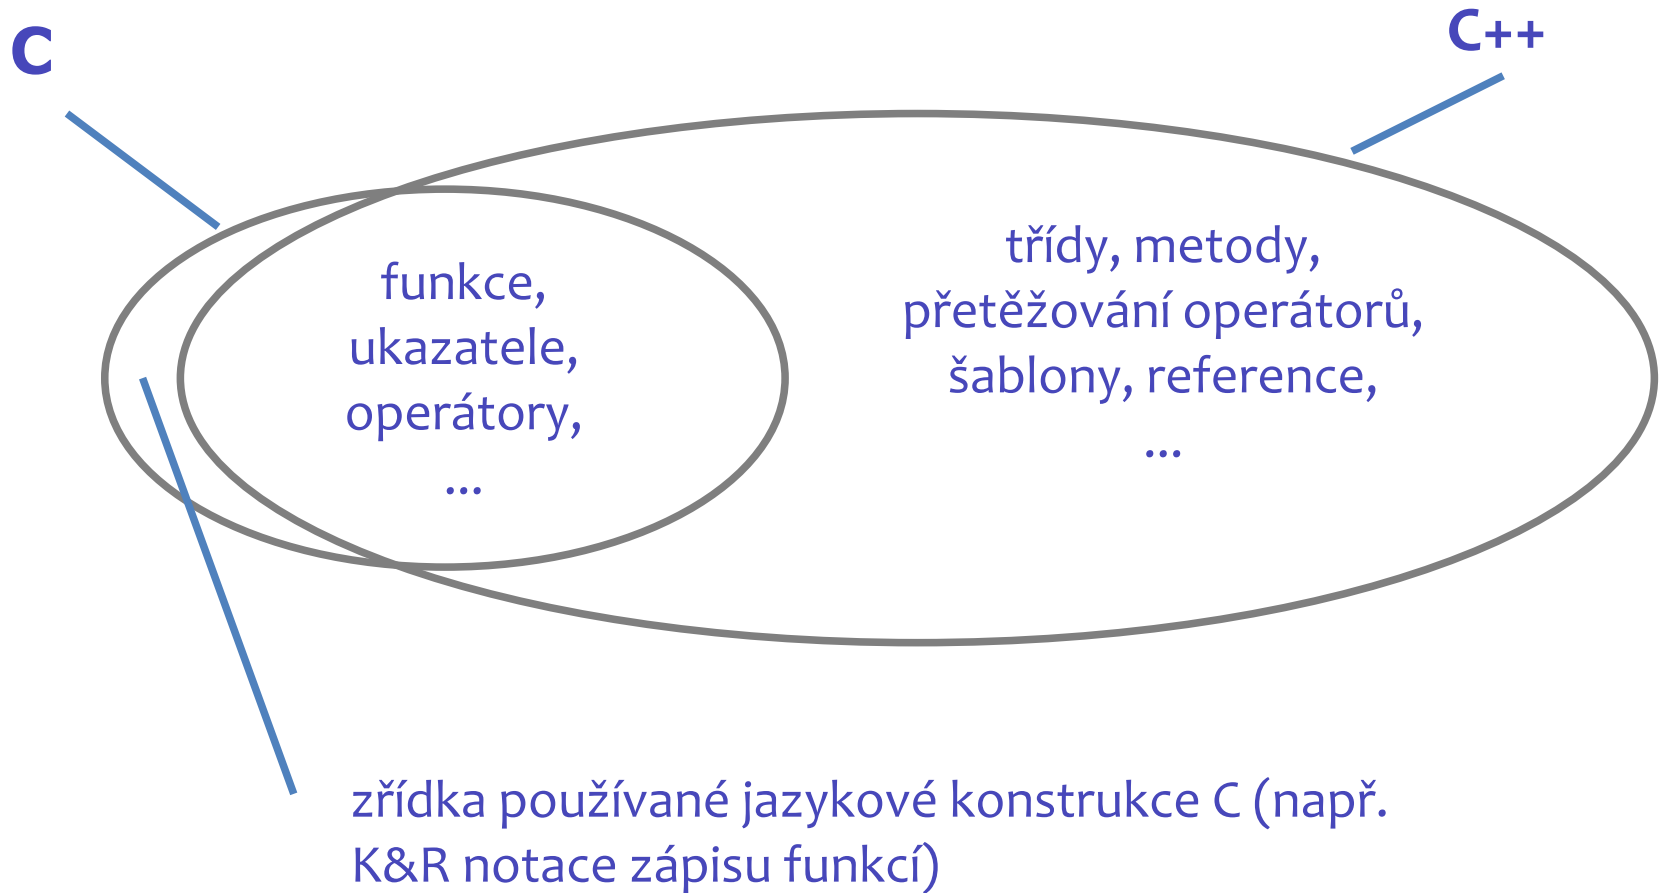 C
C++
funkce,
ukazatele,
operátory,
...
třídy, metody,
přetěžování operátorů,
šablony, reference,
...
zřídka používané jazykové konstrukce C (např.
K&R notace zápisu funkcí)